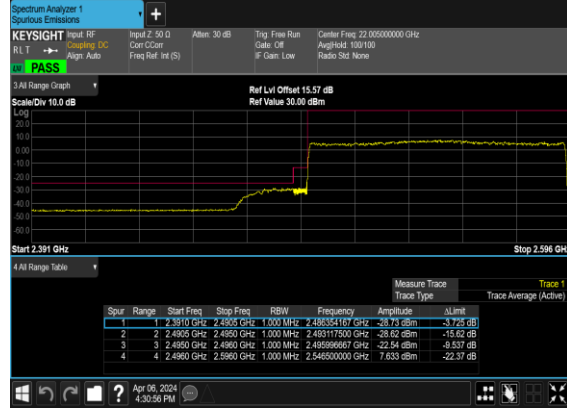 Spectrum Analyzer 1
Spurious Emissions
+
KEYSIGHT Input: RF Input Z: 50 Ω Atten: 30 dB Trig: Free Run Center Freq: 22.005000000 GHz
RLT Coupling: DC Corr CCorr Gate: Off Avg|Hold: 100/100
Align: Auto Freq Ref: Int (S) IF Gain: Low Radio Std: None
LW PASS
3 All Range Graph Ref Lvl Offset 15.57 dB
Scale/Div 10.0 dB Ref Value 30.00 dBm
Log
20.0
10.0
0.00
-10.0
-20.0
-30.0
-40.0
-50.0
-60.0
Start 2.391 GHz Stop 2.596 GHz
4 All Range Table
Measure Trace Trace 1
Trace Type Trace Average (Active)
Spur Range Start Freq Stop Freq RBW Frequency Amplitude ΔLimit
1 1 2.3910 GHz 2.4905 GHz 1.000 MHz 2.486354167 GHz -28.73 dBm -3.725 dB
2 2 2.4905 GHz 2.4950 GHz 1.000 MHz 2.493117500 GHz -28.62 dBm -15.62 dB
3 3 2.4950 GHz 2.4960 GHz 1.000 MHz 2.495996667 GHz -22.54 dBm -9.537 dB
4 4 2.4960 GHz 2.5960 GHz 1.000 MHz 2.546500000 GHz 7.633 dBm -22.37 dB
? Apr 06, 2024
4:30:56 PM